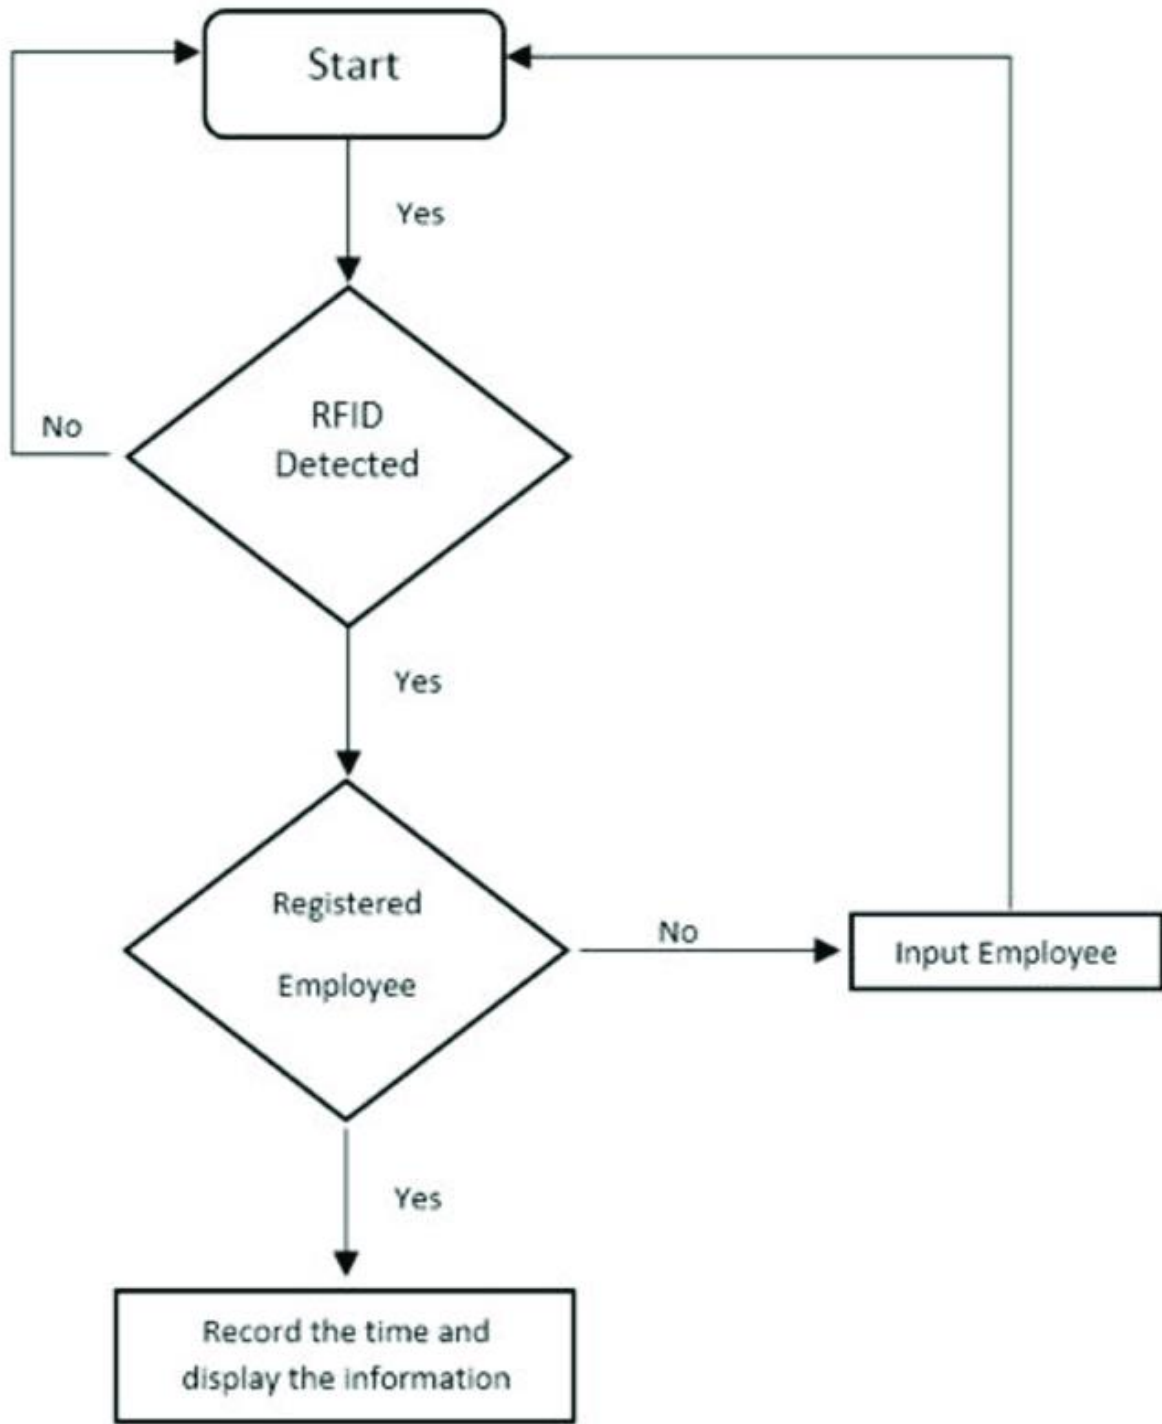 Start
Yes
RFID
Detected
No
Yes
Registered
Employee
No
Input Employee
Yes
Record the time and
display the information